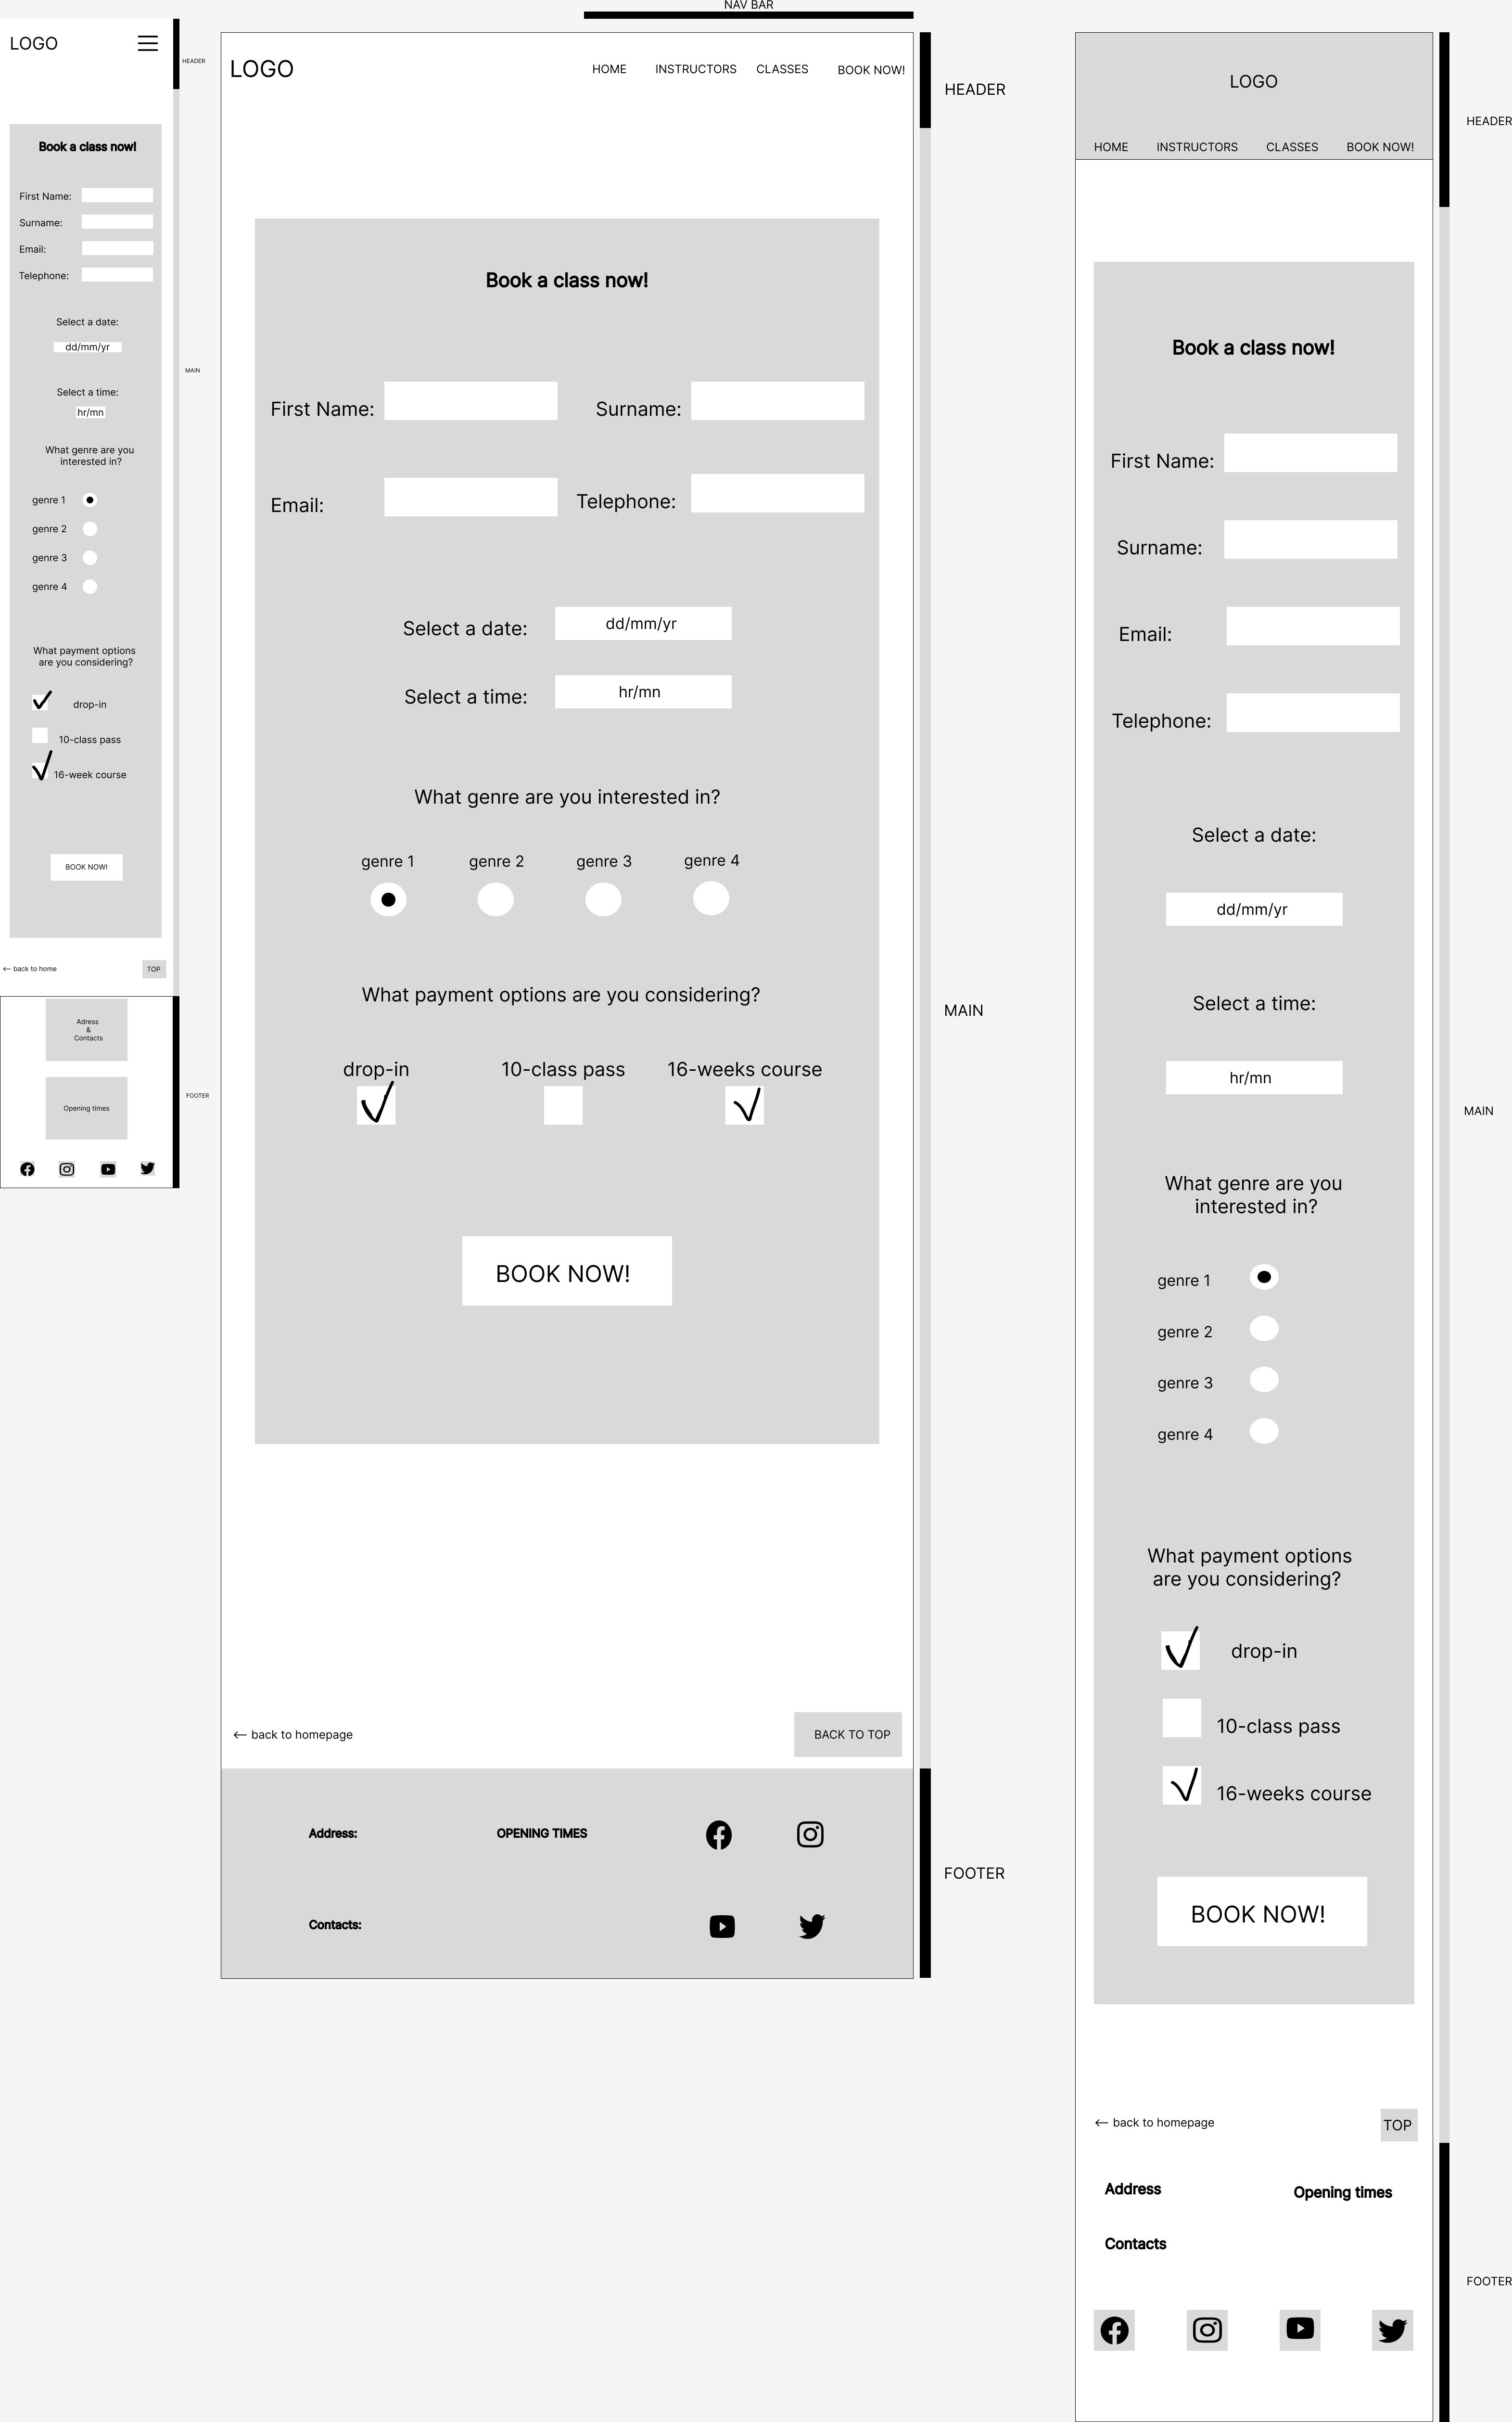 LOGO
HEADER
Book a class now!
First Name:
Surname:
Email:
Telephone:
Select a date:
dd/mm/yr
MAIN
Select a time:
hr/mn
What genre are you
interested in?
genre 1
genre 2
genre 3
genre 4
What payment options
are you considering?
drop-in
10-class pass
16-week course
BOOK NOW!
← back to home
TOP
Adress
&
Contacts
FOOTER
Opening times
NAV BAR
LOGO
HOME INSTRUCTORS CLASSES BOOK NOW!
HEADER
Book a class now!
First Name: Surname:
Email: Telephone:
Select a date: dd/mm/yr
Select a time: hr/mn
What genre are you interested in?
genre 1 genre 2 genre 3 genre 4
What payment options are you considering?
MAIN
drop-in 10-class pass 16-weeks course
BOOK NOW!
← back to homepage BACK TO TOP
Address: OPENING TIMES
FOOTER
Contacts:
LOGO
HEADER
HOME INSTRUCTORS CLASSES BOOK NOW!
Book a class now!
First Name:
Surname:
Email:
Telephone:
Select a date:
dd/mm/yr
Select a time:
hr/mn
MAIN
What genre are you
interested in?
genre 1
genre 2
genre 3
genre 4
What payment options
are you considering?
drop-in
10-class pass
16-weeks course
BOOK NOW!
← back to homepage TOP
Address Opening times
Contacts
FOOTER